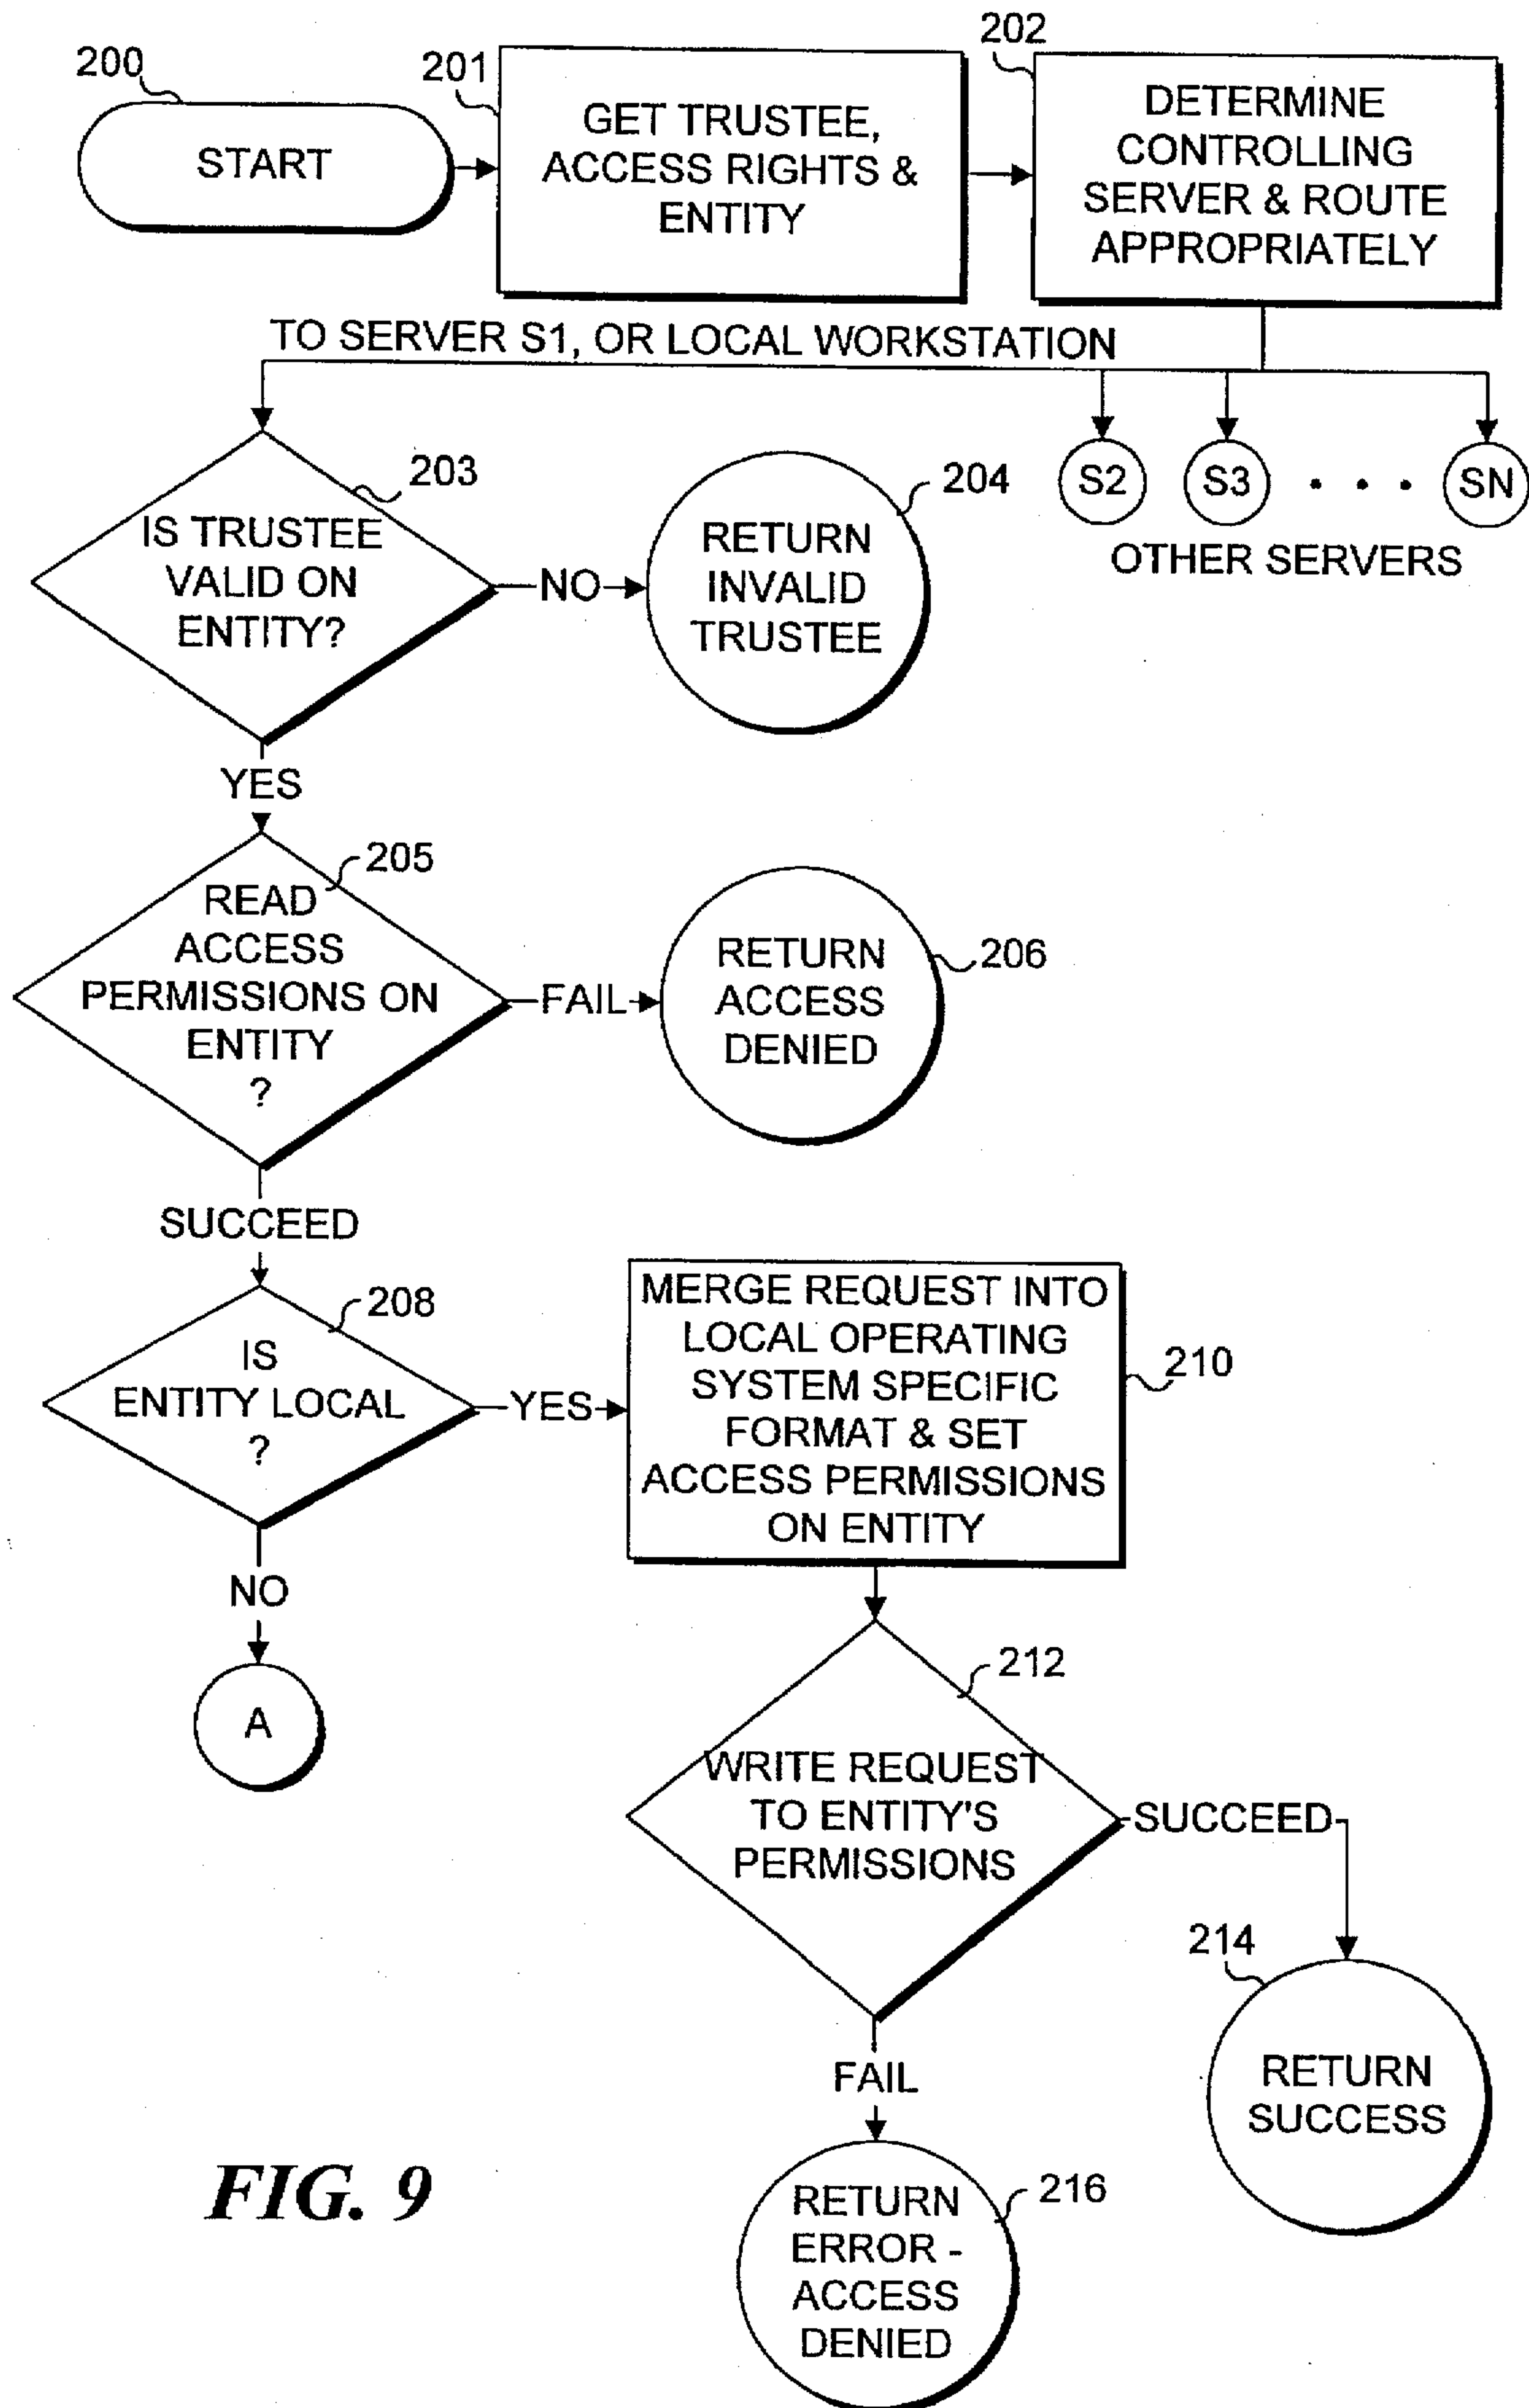 200
START
201
GET TRUSTEE,
ACCESS RIGHTS &
ENTITY
202
DETERMINE
CONTROLLING
SERVER & ROUTE
APPROPRIATELY
TO SERVER S1, OR LOCAL WORKSTATION
S2
S3
. . .
SN
OTHER SERVERS
203
IS TRUSTEE
VALID ON
ENTITY?
NO
204
RETURN
INVALID
TRUSTEE
YES
205
READ
ACCESS
PERMISSIONS ON
ENTITY
?
FAIL
206
RETURN
ACCESS
DENIED
SUCCEED
208
IS
ENTITY LOCAL
?
YES
210
MERGE REQUEST INTO
LOCAL OPERATING
SYSTEM SPECIFIC
FORMAT & SET
ACCESS PERMISSIONS
ON ENTITY
NO
A
212
WRITE REQUEST
TO ENTITY'S
PERMISSIONS
SUCCEED
214
RETURN
SUCCESS
FAIL
216
RETURN
ERROR -
ACCESS
DENIED
FIG. 9